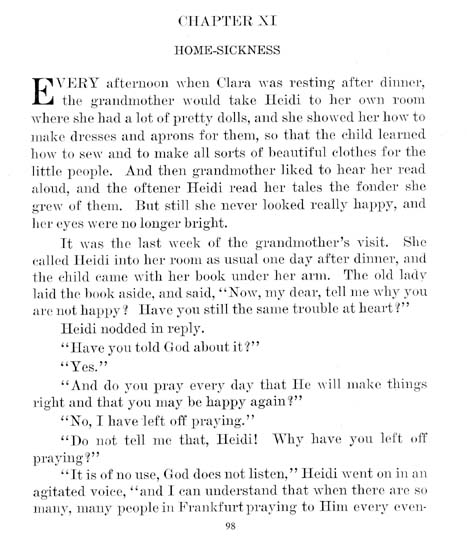 CHAPTER XI
HOME-SICKNESS
EVERY afternoon when Clara was resting after dinner,
the grandmother would take Heidi to her own room
where she had a lot of pretty dolls, and she showed her how to
make dresses and aprons for them, so that the child learned
how to sew and to make all sorts of beautiful clothes for the
little people. And then grandmother liked to hear her read
aloud, and the oftener Heidi read her tales the fonder she
grew of them. But still she never looked really happy, and
her eyes were no longer bright.
It was the last week of the grandmother's visit. She
called Heidi into her room as usual one day after dinner, and
the child came with her book under her arm. The old lady
laid the book aside, and said, "Now, my dear, tell me why you
are not happy? Have you still the same trouble at heart?"
Heidi nodded in reply.
"Have you told God about it?"
"Yes."
"And do you pray every day that He will make things
right and that you may be happy again?"
"No, I have left off praying."
"Do not tell me that, Heidi! Why have you left off
praying?"
"It is of no use, God does not listen," Heidi went on in an
agitated voice, "and I can understand that when there are so
many, many people in Frankfurt praying to Him every even-
98